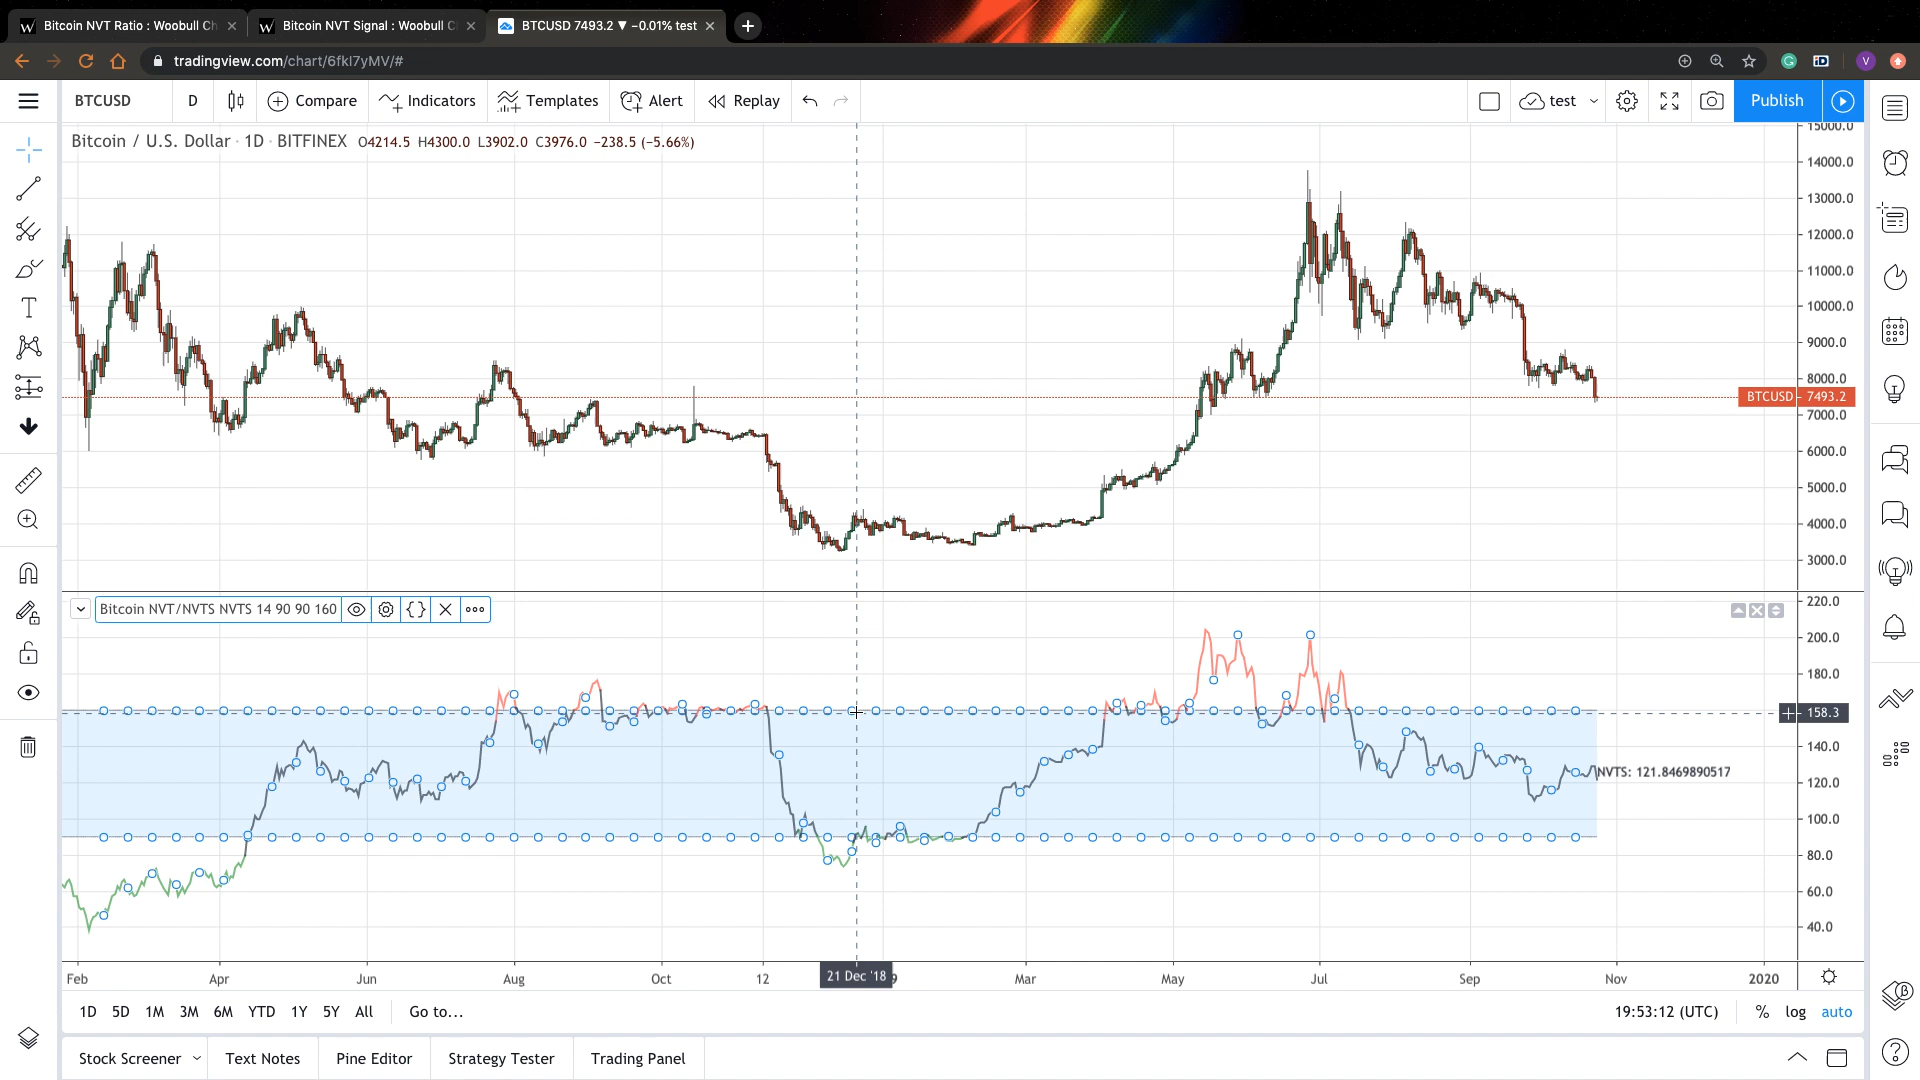 Bitcoin NVT Ratio : Woobull Ch
Bitcoin NVT Signal : Woobull C
BTCUSD 7493.2 ▼ −0.01% test
tradingview.com/chart/6fkI7yMV/#
BTCUSD
D
Compare
Indicators
Templates
Alert
Replay
test
Publish
Bitcoin / U.S. Dollar · 1D · BITFINEX O4214.5 H4300.0 L3902.0 C3976.0 −238.5 (−5.66%)
15000.0
14000.0
13000.0
12000.0
11000.0
10000.0
9000.0
8000.0
BTCUSD 7493.2
7000.0
6000.0
5000.0
4000.0
3000.0
Bitcoin NVT/NVTS NVTS 14 90 90 160
220.0
200.0
180.0
158.3
140.0
NVTS: 121.8469890517
120.0
100.0
80.0
60.0
40.0
Feb Apr Jun Aug Oct 12 21 Dec '18 9 Mar May Jul Sep Nov 2020
1D 5D 1M 3M 6M YTD 1Y 5Y All Go to...
19:53:12 (UTC) % log auto
Stock Screener Text Notes Pine Editor Strategy Tester Trading Panel